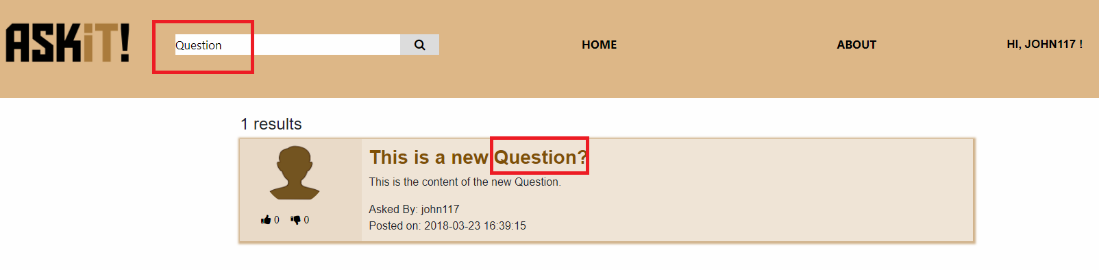 ASKiT!
Question
HOME
ABOUT
HI, JOHN117 !
1 results
This is a new Question?
This is the content of the new Question.
Asked By: john117
Posted on: 2018-03-23 16:39:15
0 0